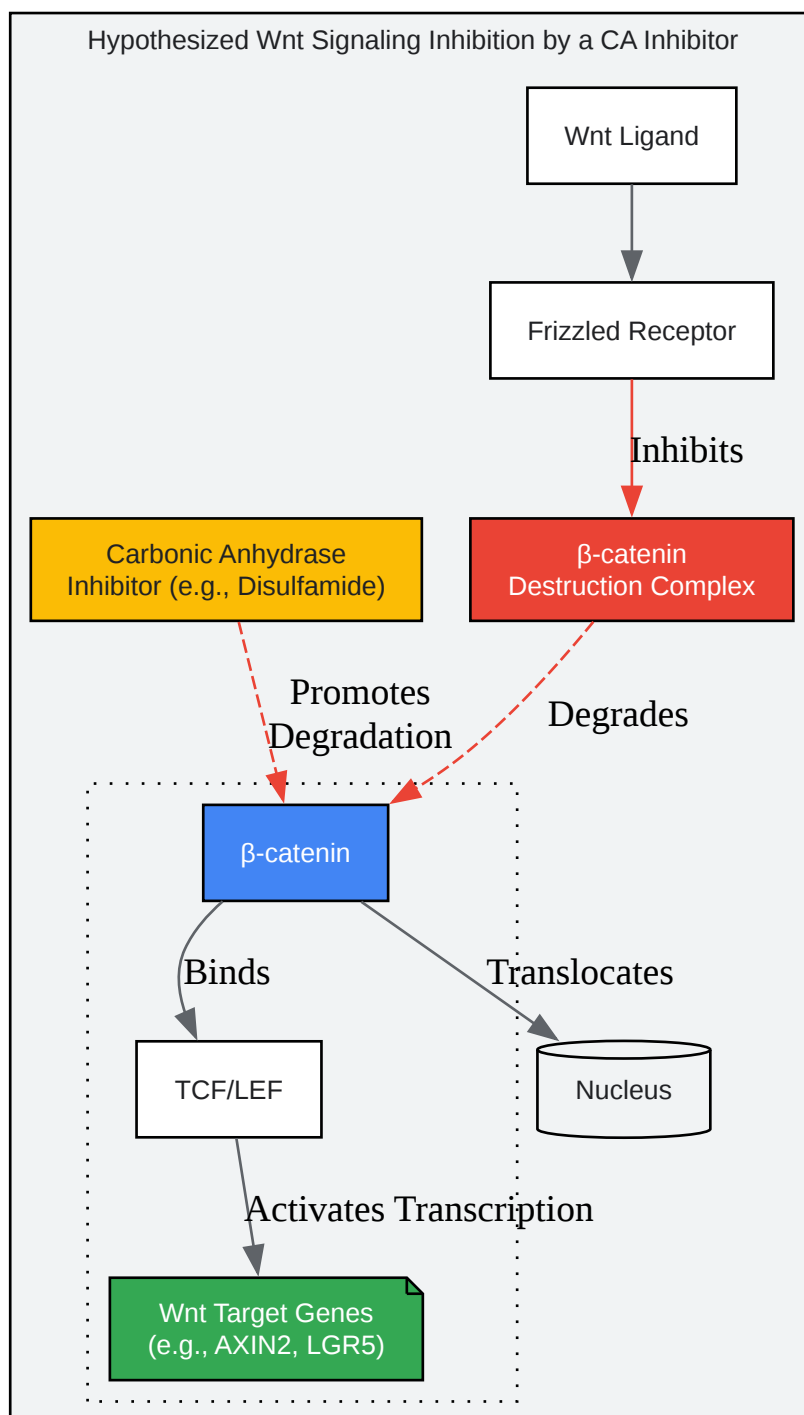 Hypothesized Wnt Signaling Inhibition by a CA Inhibitor
Wnt Ligand
Frizzled Receptor
Inhibits
Carbonic Anhydrase
Inhibitor (e.g., Disulfamide)
β-catenin
Destruction Complex
Promotes
Degradation
Degrades
β-catenin
Binds
Translocates
TCF/LEF
Nucleus
Activates Transcription
Wnt Target Genes
(e.g., AXIN2, LGR5)